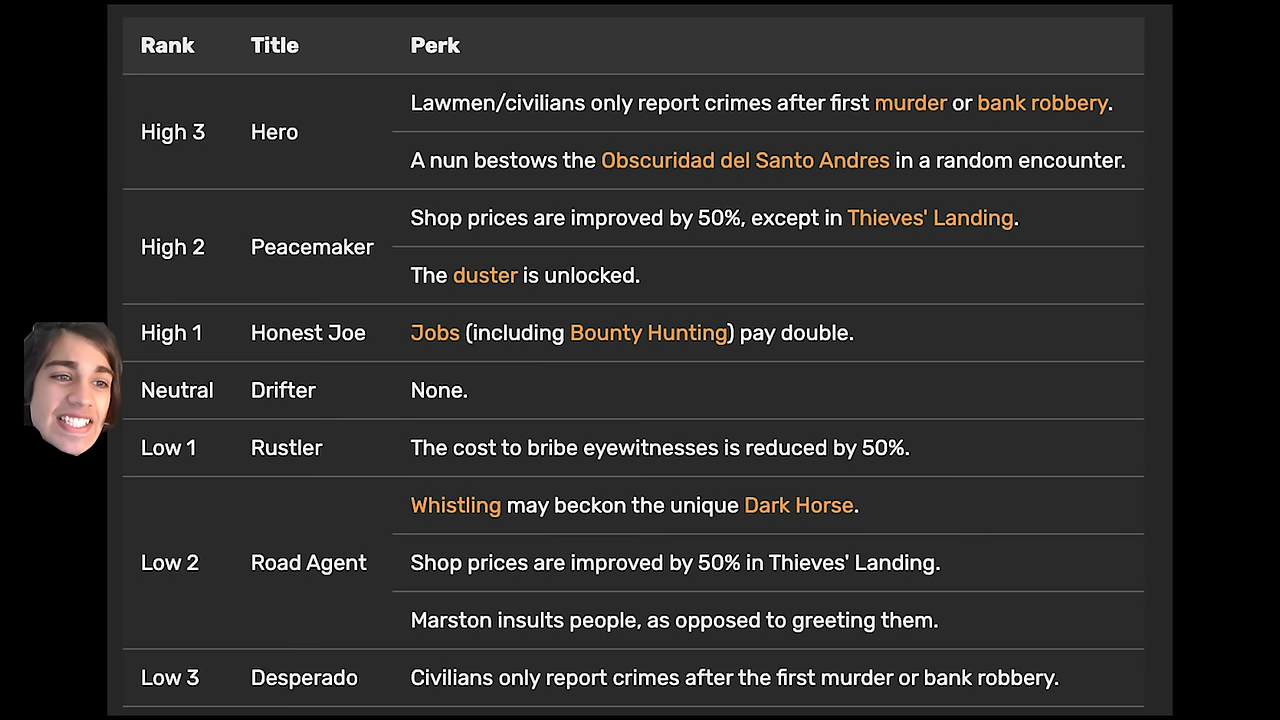 Rank Title Perk
High 3 Hero
Lawmen/civilians only report crimes after first murder or bank robbery.
A nun bestows the Obscuridad del Santo Andres in a random encounter.
High 2 Peacemaker
Shop prices are improved by 50%, except in Thieves' Landing.
The duster is unlocked.
High 1 Honest Joe Jobs (including Bounty Hunting) pay double.
Neutral Drifter None.
Low 1 Rustler The cost to bribe eyewitnesses is reduced by 50%.
Low 2 Road Agent
Whistling may beckon the unique Dark Horse.
Shop prices are improved by 50% in Thieves' Landing.
Marston insults people, as opposed to greeting them.
Low 3 Desperado Civilians only report crimes after the first murder or bank robbery.